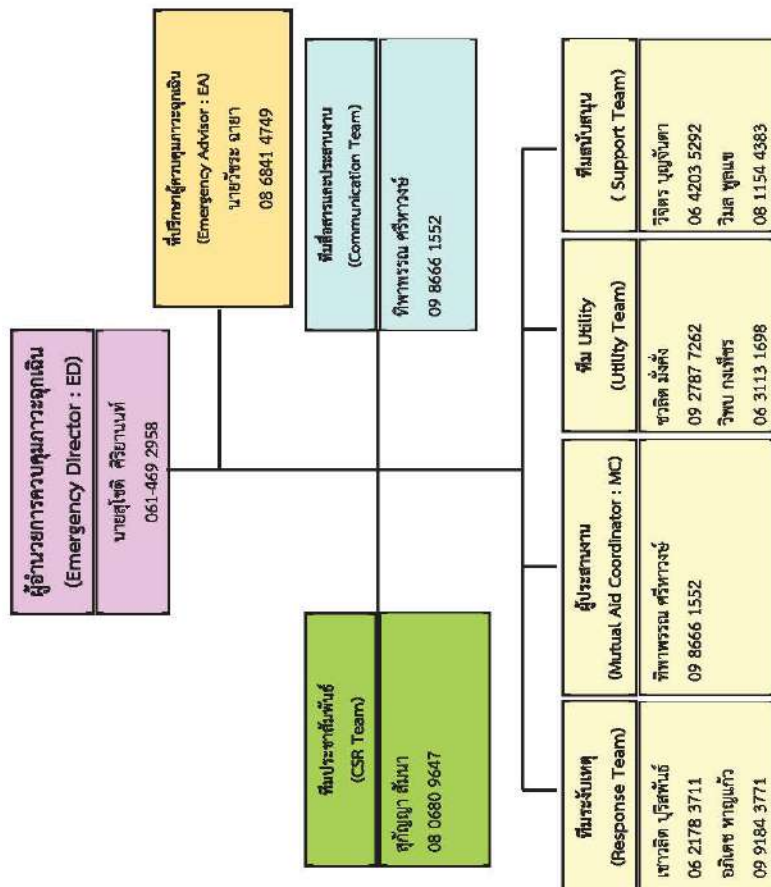 ผู้อำนวยการควบคุมภาวะฉุกเฉิน
(Emergency Director : ED)
นายสุโชติ ศิริยานนท์
061-469 2958
ที่ปรึกษาผู้ควบคุมภาวะฉุกเฉิน
(Emergency Advisor : EA)
นายวัชระ ฉายา
08 6841 4749
ทีมประชาสัมพันธ์
(CSR Team)
สุกัญญา สัมนา
08 0680 9647
ทีมสื่อสารและประสานงาน
(Communication Team)
ทิพาพรรณ ศรีหาวงษ์
09 8666 1552
ทีมระงับเหตุ
(Response Team)
เชาวลิต บุริสพันธ์
06 2178 3711
อภิเดช หาญแก้ว
09 9184 3771
ผู้ประสานงาน
(Mutual Aid Coordinator : MC)
ทิพาพรรณ ศรีหาวงษ์
09 8666 1552
ทีม Utility
(Utility Team)
ชวลิต มั่งคั่ง
09 2787 7262
วิพบ กงเพ็ชร
06 3113 1698
ทีมสนับสนุน
( Support Team)
วิจิตร บุญจันดา
06 4203 5292
วิมล พูลแข
08 1154 4383